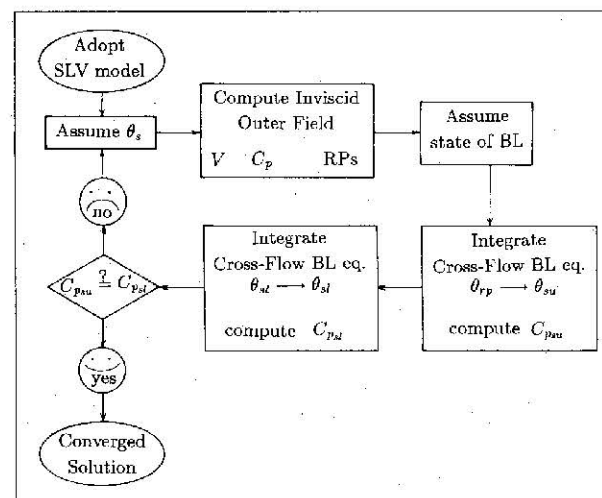 Adopt
SLV model
Assume θ_s
Compute Inviscid
Outer Field
V C_p RPs
Assume
state of BL
Integrate
Cross-Flow BL eq.
θ_rp → θ_su
compute C_psu
Integrate
Cross-Flow BL eq.
θ_sl → θ_sl
compute C_psl
C_psu ≟ C_psl
no
yes
Converged
Solution